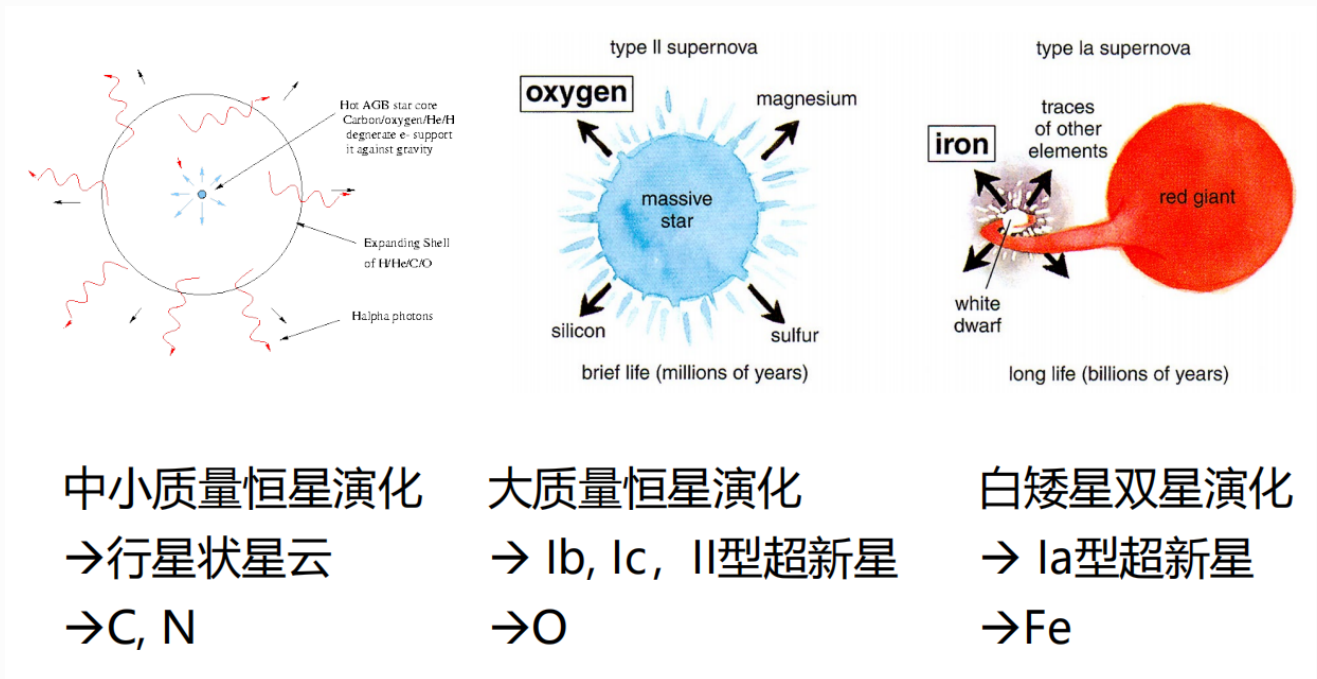 Hot AGB star core
Carbon/oxygen/He/H
degnerate e- support
it against gravity
Expanding Shell
of H/He/C/O
Halpha photons
type II supernova
oxygen
magnesium
massive
star
silicon
sulfur
brief life (millions of years)
type Ia supernova
traces
of other
elements
iron
red giant
white
dwarf
long life (billions of years)
中小质量恒星演化
→行星状星云
→C, N
大质量恒星演化
→ Ib, Ic，II型超新星
→O
白矮星双星演化
→ Ia型超新星
→Fe